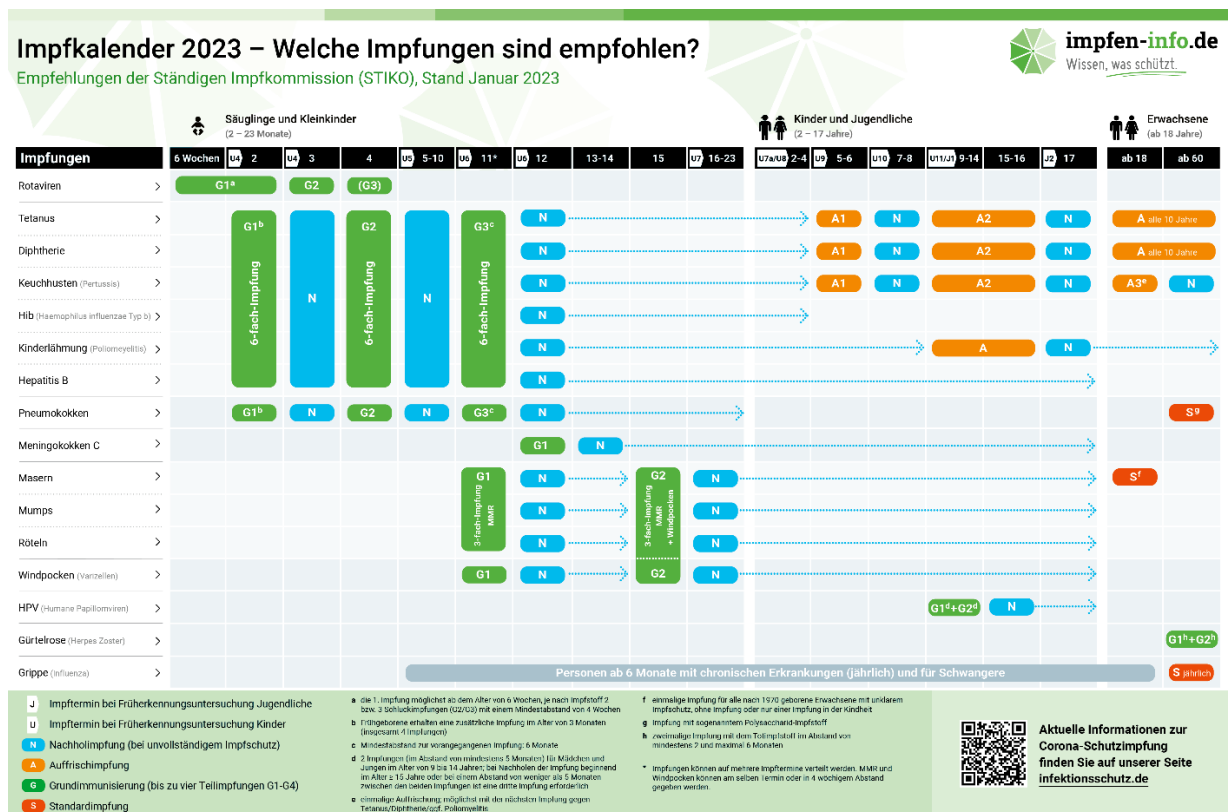 Impfkalender 2023 – Welche Impfungen sind empfohlen?
Empfehlungen der Ständigen Impfkommission (STIKO), Stand Januar 2023
impfen-info.de
Wissen, was schützt.
Säuglinge und Kleinkinder
(2 – 23 Monate)
Kinder und Jugendliche
(2 – 17 Jahre)
Erwachsene
(ab 18 Jahre)
Impfungen 6 Wochen U4 2 U4 3 4 U5 5-10 U6 11* U6 12 13-14 15 U7 16-23 U7a/U8 2-4 U9 5-6 U10 7-8 U11/J1 9-14 15-16 J2 17 ab 18 ab 60
Rotaviren G1a G2 (G3)
Tetanus G1b N G2 N G3c N A1 N A2 N A alle 10 Jahre
6-fach-Impfung 6-fach-Impfung 6-fach-Impfung
Diphtherie N A1 N A2 N A alle 10 Jahre
Keuchhusten (Pertussis) N A1 N A2 N A3e N
Hib (Haemophilus influenzae Typ b) N
Kinderlähmung (Poliomeyelitis) N A N
Hepatitis B N
Pneumokokken G1b N G2 N G3c N Sg
Meningokokken C G1 N
Masern G1 N G2 N Sf
3-fach-Impfung MMR 3-fach-Impfung MMR + Windpocken
Mumps N N
Röteln N N
Windpocken (Varizellen) G1 N G2 N
HPV (Humane Papillomviren) G1d+G2d N
Gürtelrose (Herpes Zoster) G1h+G2h
Grippe (Influenza) Personen ab 6 Monate mit chronischen Erkrankungen (jährlich) und für Schwangere S jährlich
J Impftermin bei Früherkennungsuntersuchung Jugendliche
U Impftermin bei Früherkennungsuntersuchung Kinder
N Nachholimpfung (bei unvollständigem Impfschutz)
A Auffrischimpfung
G Grundimmunisierung (bis zu vier Teilimpfungen G1-G4)
S Standardimpfung
a die 1. Impfung möglichst ab dem Alter von 6 Wochen, je nach Impfstoff 2
bzw. 3 Schluckimpfungen (G2/G3) mit einem Mindestabstand von 4 Wochen
b Frühgeborene erhalten eine zusätzliche Impfung im Alter von 3 Monaten
(insgesamt 4 Impfungen)
c Mindestabstand zur vorangegangenen Impfung: 6 Monate
d 2 Impfungen (im Abstand von mindestens 5 Monaten) für Mädchen und
Jungen im Alter von 9 bis 14 Jahren; bei Nachholen der Impfung beginnend
im Alter ≥ 15 Jahre oder bei einem Abstand von weniger als 5 Monaten
zwischen den beiden Impfungen ist eine dritte Impfung erforderlich
e einmalige Auffrischung; möglichst mit der nächsten Impfung gegen
Tetanus/Diphtherie/ggf. Poliomyelitis
f einmalige Impfung für alle nach 1970 geborene Erwachsene mit unklarem
Impfschutz, ohne Impfung oder nur einer Impfung in der Kindheit
g Impfung mit sogenanntem Polysaccharid-Impfstoff
h zweimalige Impfung mit dem Totimpfstoff im Abstand von
mindestens 2 und maximal 6 Monaten
* Impfungen können auf mehrere Impftermine verteilt werden. MMR und
Windpocken können am selben Termin oder in 4 wöchigem Abstand
gegeben werden.
Aktuelle Informationen zur
Corona-Schutzimpfung
finden Sie auf unserer Seite
infektionsschutz.de